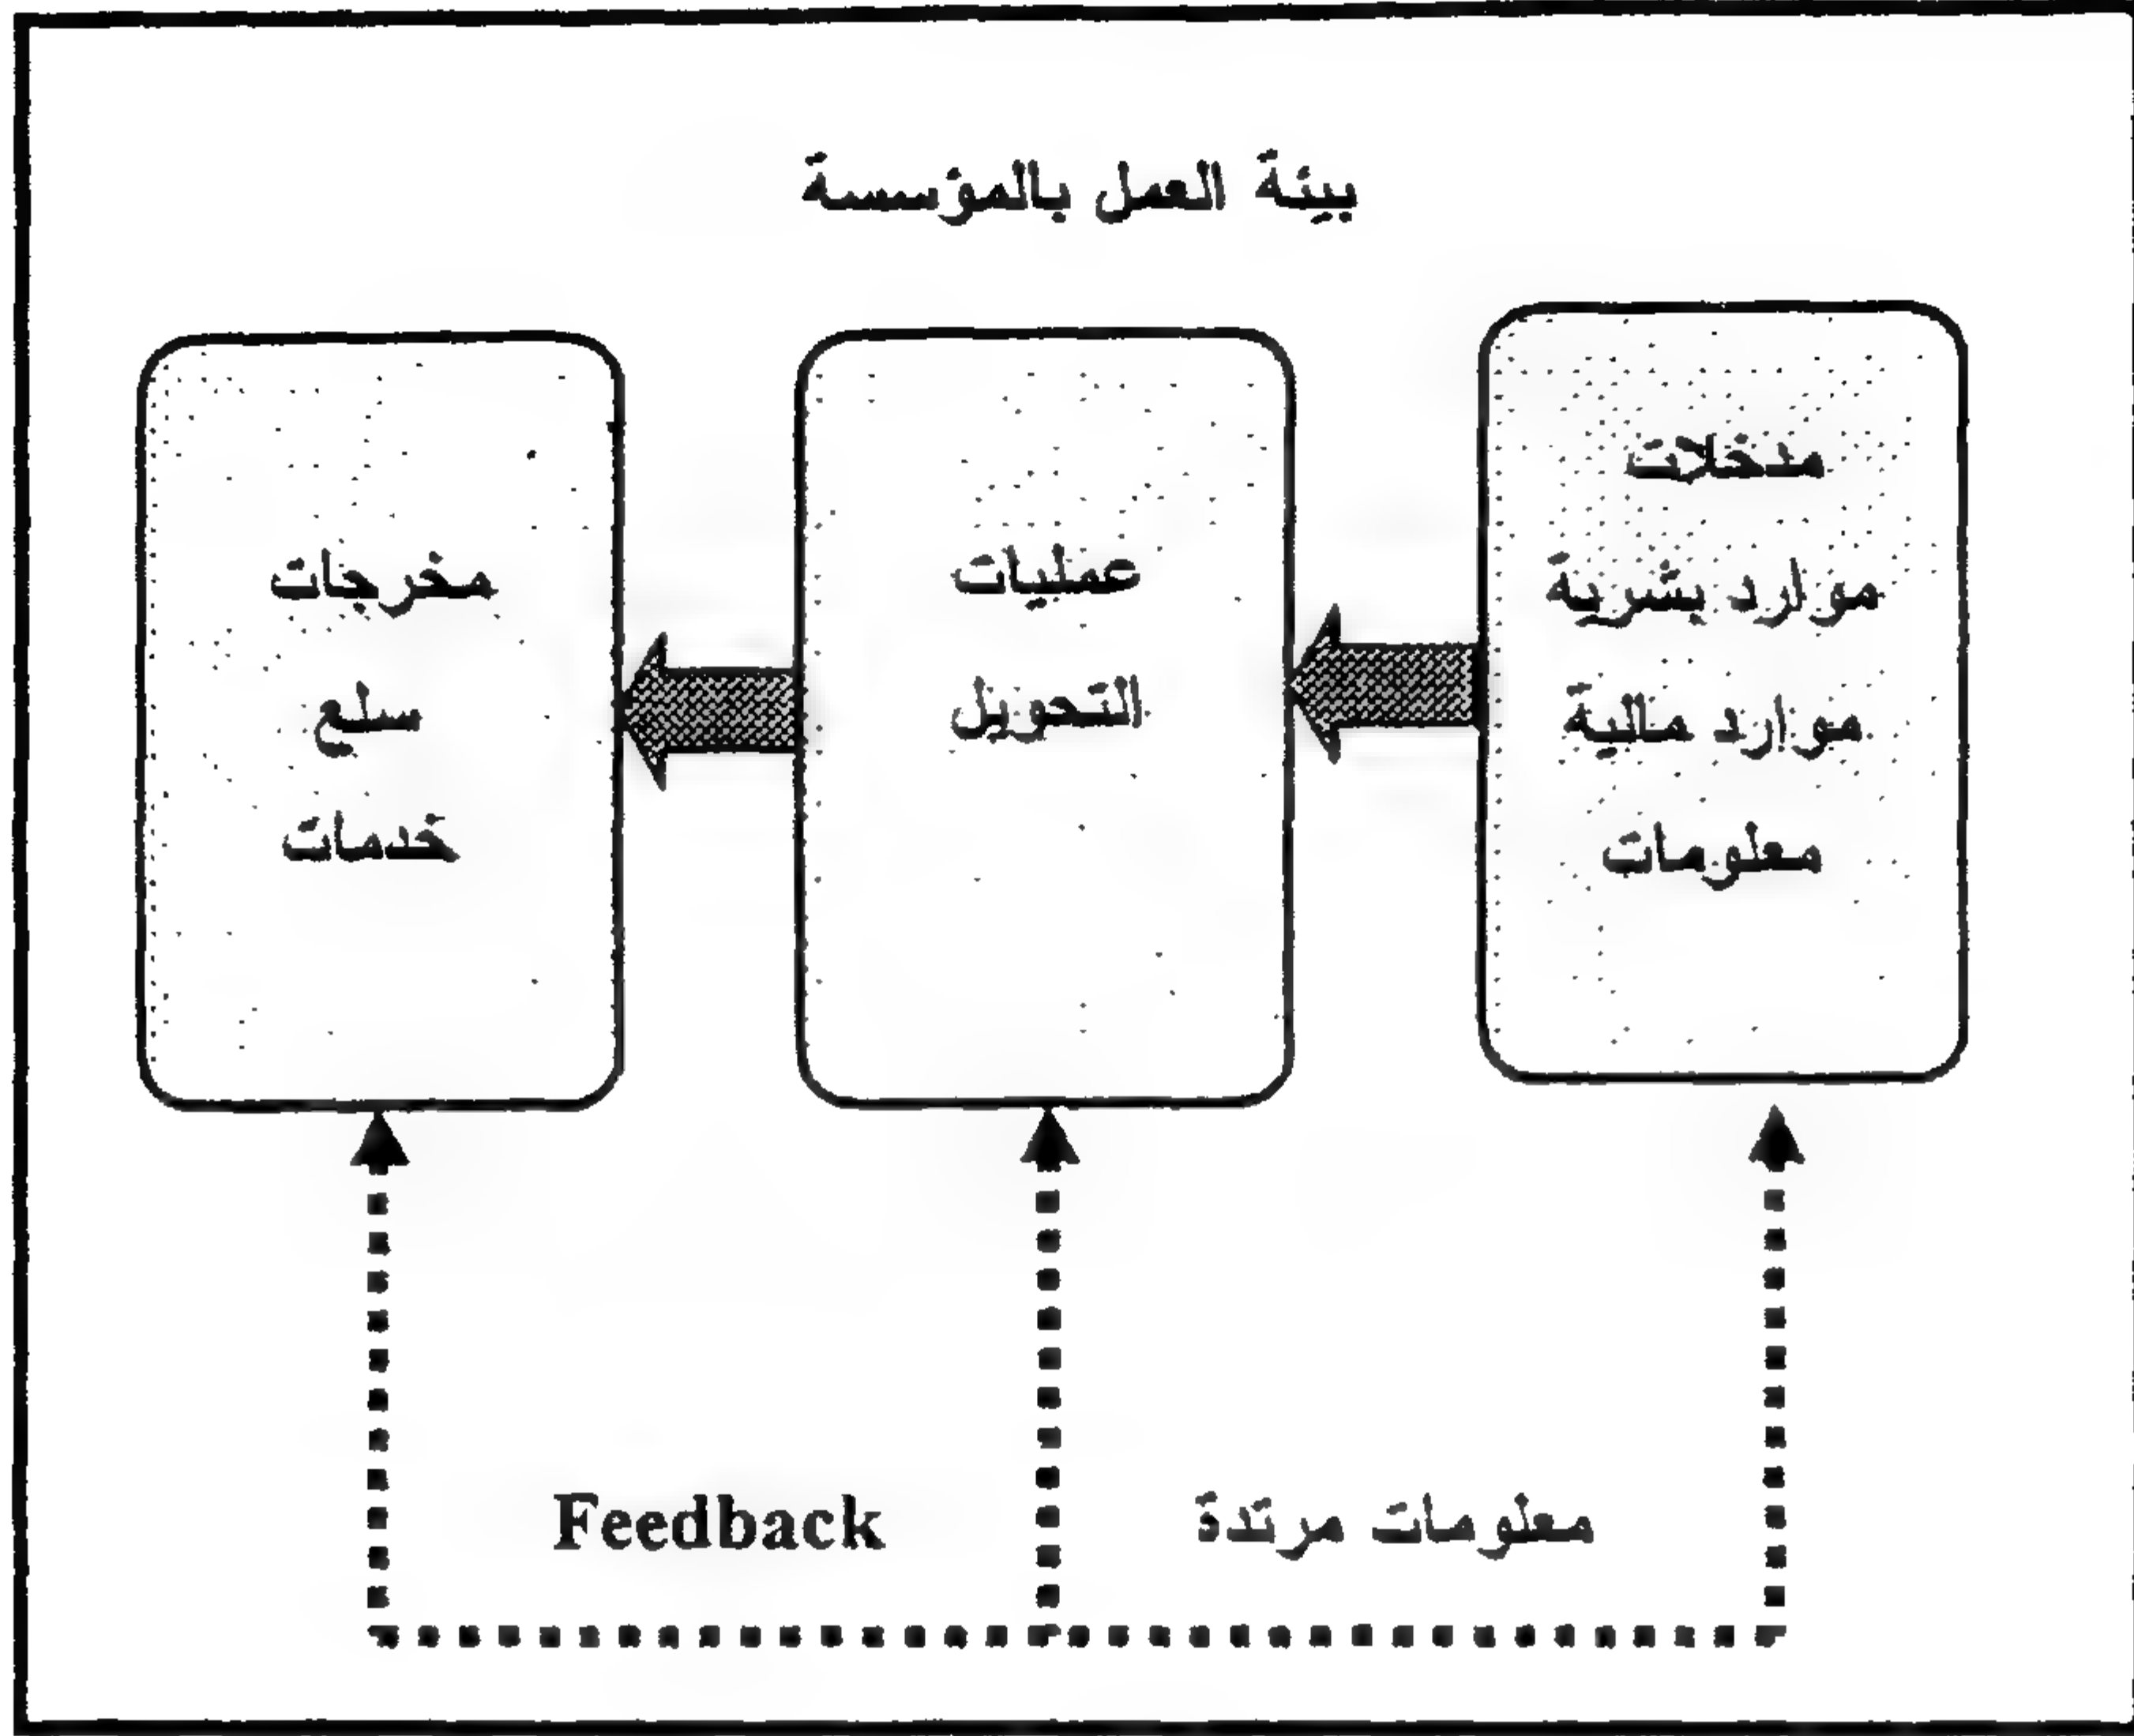 بيئة العمل بالمؤسسة
مدخلات
موارد بشرية
موارد مالية
معلومات
عمليات
التحويل
مخرجات
سلع
خدمات
معلومات مرتدة
Feedback